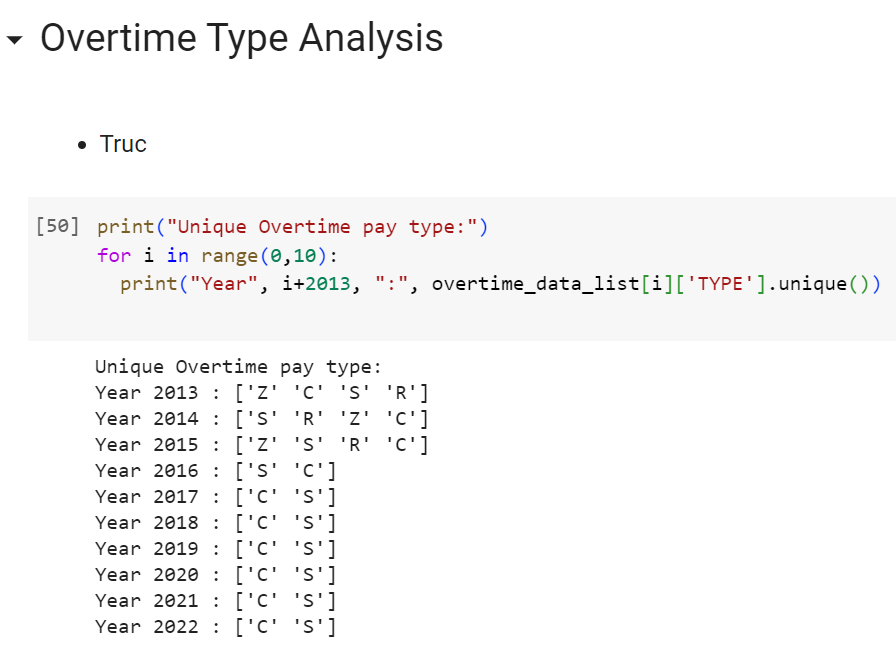 Overtime Type Analysis
Truc
[50] print("Unique Overtime pay type:")
for i in range(0,10):
print("Year", i+2013, ":", overtime_data_list[i]['TYPE'].unique())
Unique Overtime pay type:
Year 2013 : ['Z' 'C' 'S' 'R']
Year 2014 : ['S' 'R' 'Z' 'C']
Year 2015 : ['Z' 'S' 'R' 'C']
Year 2016 : ['S' 'C']
Year 2017 : ['C' 'S']
Year 2018 : ['C' 'S']
Year 2019 : ['C' 'S']
Year 2020 : ['C' 'S']
Year 2021 : ['C' 'S']
Year 2022 : ['C' 'S']